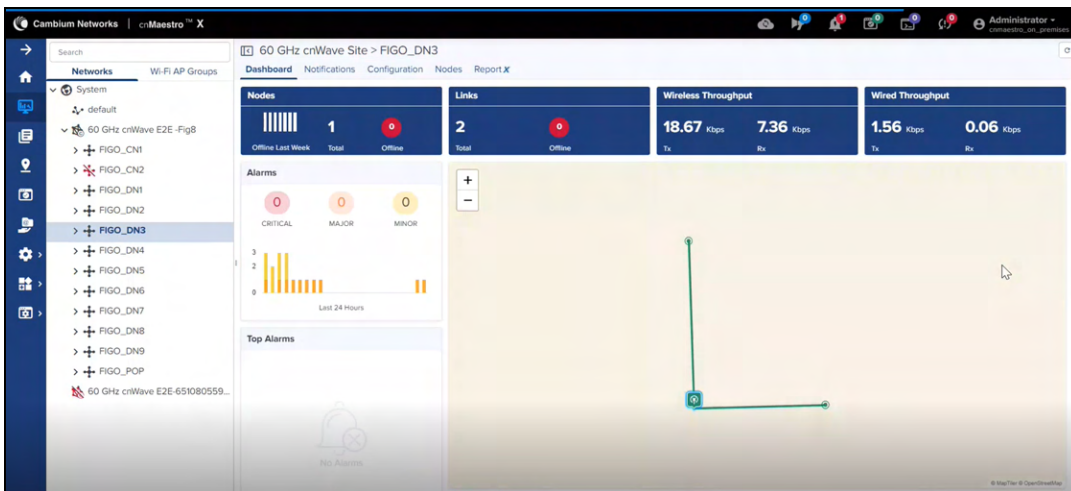 Cambium Networks | cnMaestro™ X
0 4 0 0 9
Administrator
cnmaestro_on_premises
Search
Networks Wi-Fi AP Groups
System
default
60 GHz cnWave E2E -Fig8
FIGO_CN1
FIGO_CN2
FIGO_DN1
FIGO_DN2
FIGO_DN3
FIGO_DN4
FIGO_DN5
FIGO_DN6
FIGO_DN7
FIGO_DN8
FIGO_DN9
FIGO_POP
60 GHz cnWave E2E-651080559...
60 GHz cnWave Site > FIGO_DN3
Dashboard Notifications Configuration Nodes Report X
Nodes
1 0
Offline Last Week Total Offline
Links
2 0
Total Offline
Wireless Throughput
18.67 Kbps 7.36 Kbps
Tx Rx
Wired Throughput
1.56 Kbps 0.06 Kbps
Tx Rx
Alarms
0 0 0
CRITICAL MAJOR MINOR
3
2
0
Last 24 Hours
Top Alarms
No Alarms
+
−
© MapTiler © OpenStreetMap